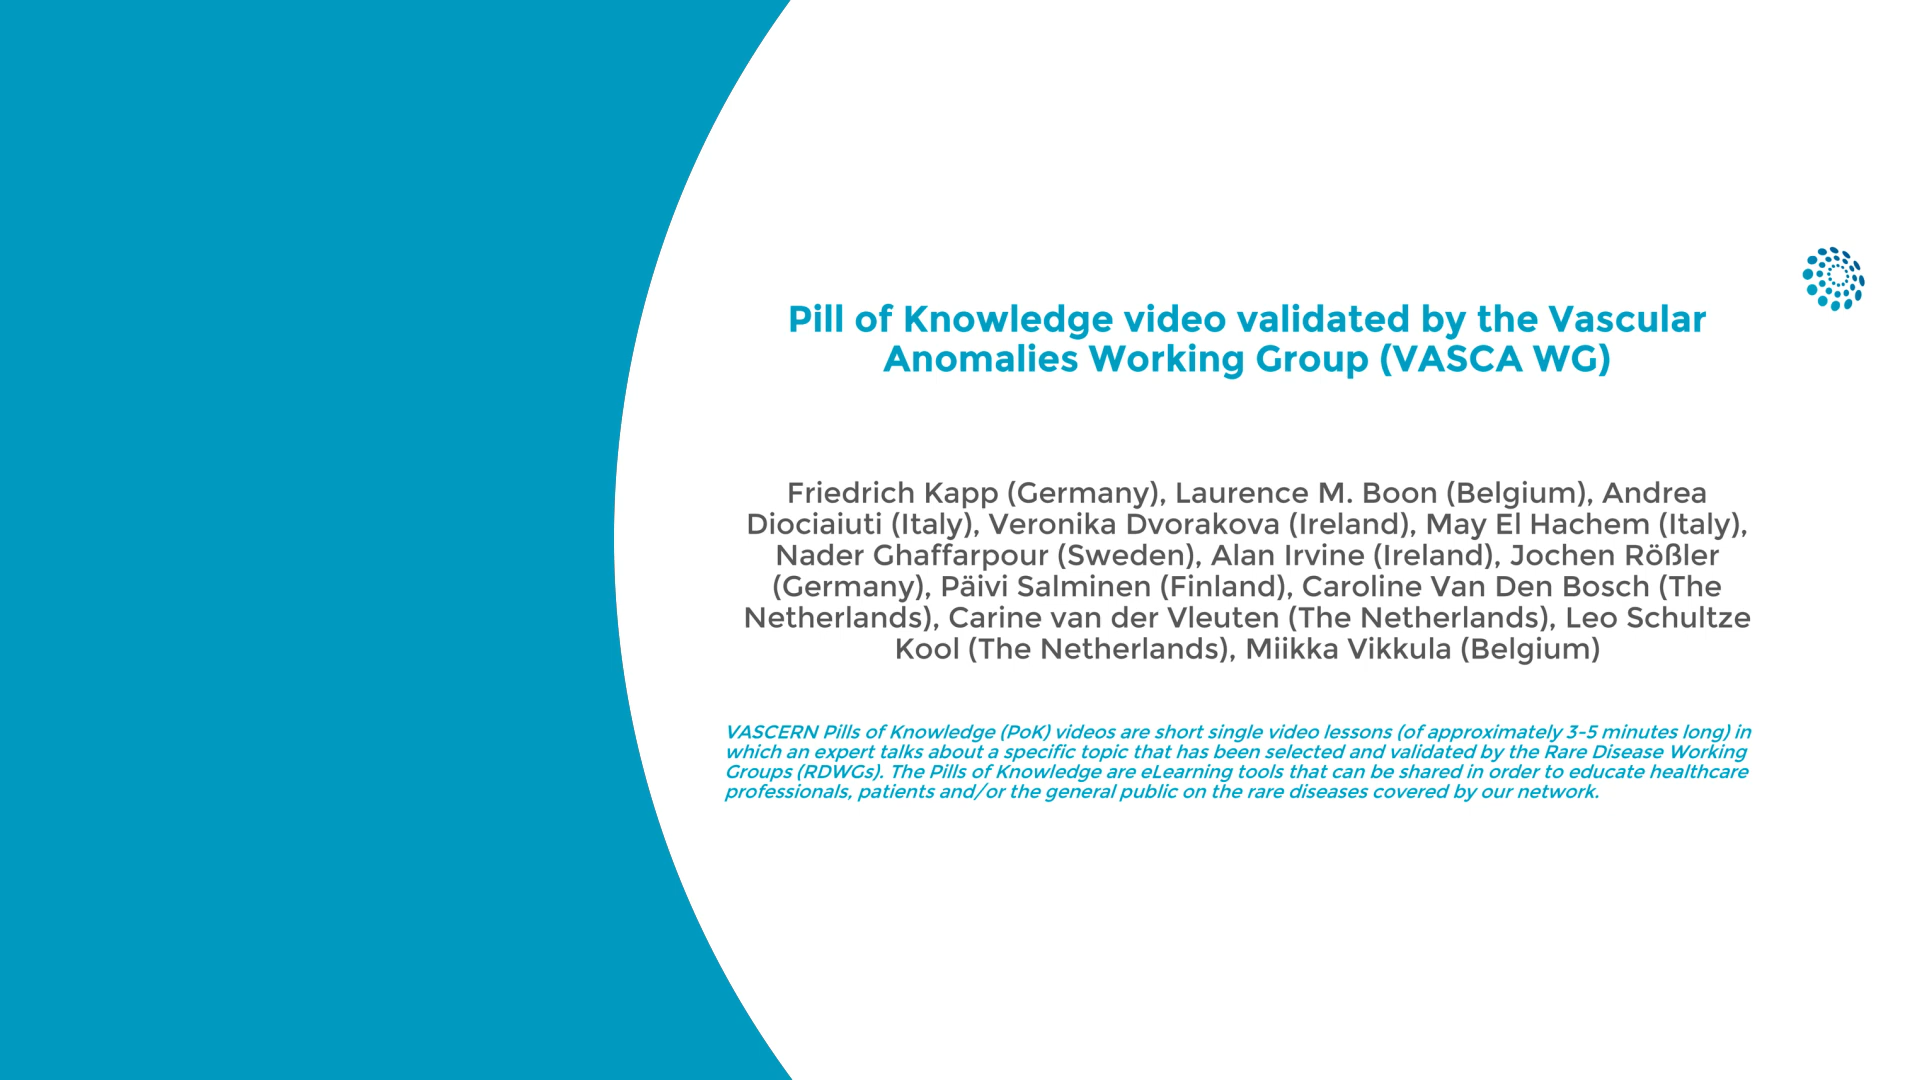 Pill of Knowledge video validated by the Vascular
Anomalies Working Group (VASCA WG)
Friedrich Kapp (Germany), Laurence M. Boon (Belgium), Andrea
Diociaiuti (Italy), Veronika Dvorakova (Ireland), May El Hachem (Italy),
Nader Ghaffarpour (Sweden), Alan Irvine (Ireland), Jochen Rößler
(Germany), Päivi Salminen (Finland), Caroline Van Den Bosch (The
Netherlands), Carine van der Vleuten (The Netherlands), Leo Schultze
Kool (The Netherlands), Miikka Vikkula (Belgium)
VASCERN Pills of Knowledge (PoK) videos are short single video lessons (of approximately 3-5 minutes long) in
which an expert talks about a specific topic that has been selected and validated by the Rare Disease Working
Groups (RDWGs). The Pills of Knowledge are eLearning tools that can be shared in order to educate healthcare
professionals, patients and/or the general public on the rare diseases covered by our network.